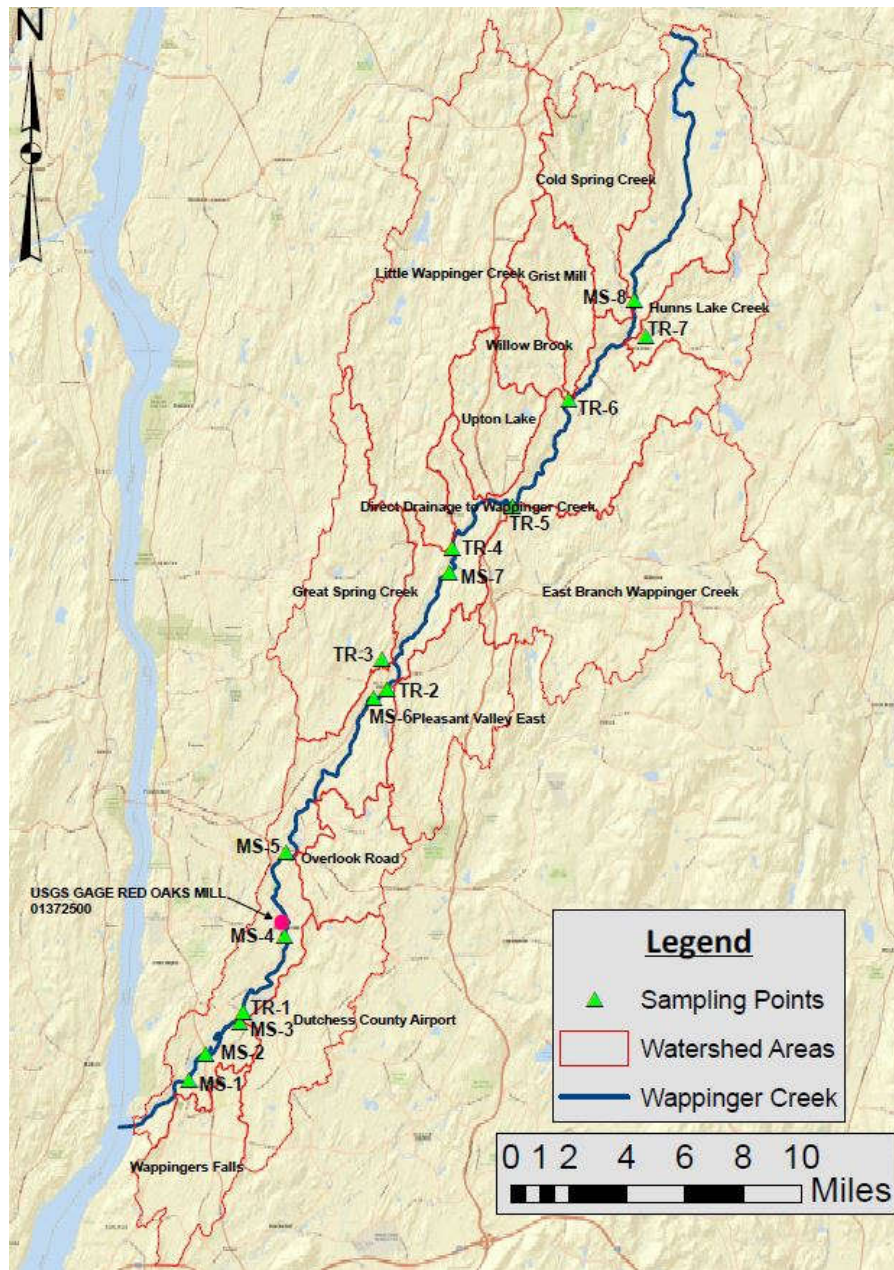 N
Cold Spring Creek
Little Wappinger Creek
Grist Mill
MS-8
Hunns Lake Creek
TR-7
Willow Brook
TR-6
Upton Lake
Direct Drainage to Wappinger Creek
TR-5
TR-4
MS-7
Great Spring Creek
East Branch Wappinger Creek
TR-3
TR-2
MS-6
Pleasant Valley East
MS-5
Overlook Road
USGS GAGE RED OAKS MILL
01372500
MS-4
TR-1
MS-3
Dutchess County Airport
MS-2
MS-1
Wappingers Falls
Legend
Sampling Points
Watershed Areas
Wappinger Creek
0 1 2 4 6 8 10
Miles